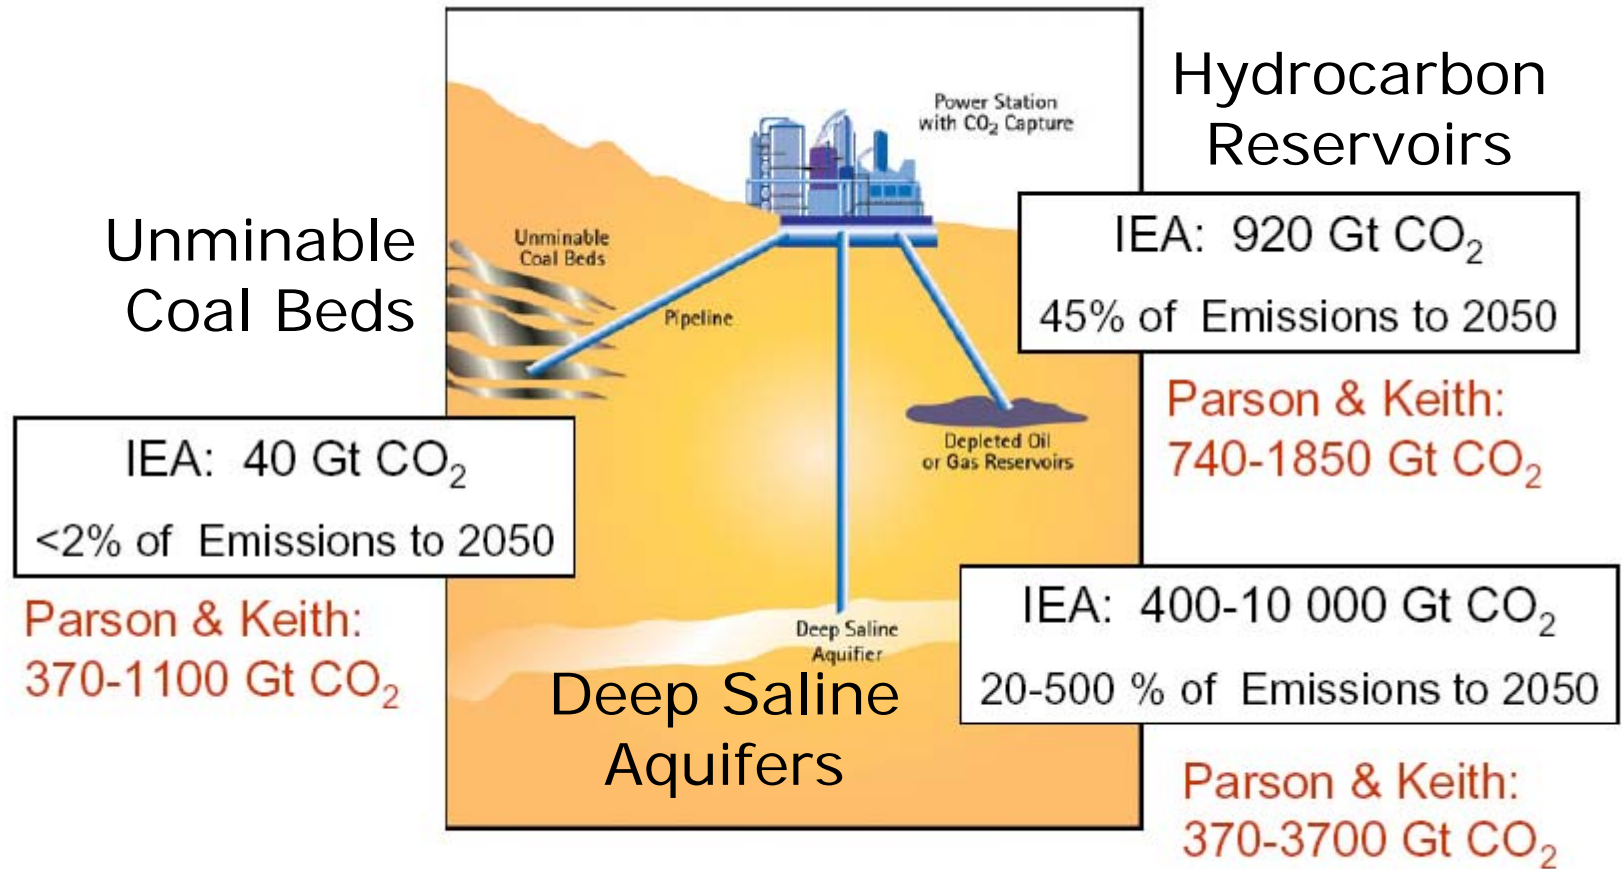 Hydrocarbon
Reservoirs
IEA: 920 Gt CO₂
45% of Emissions to 2050
Parson & Keith:
740-1850 Gt CO₂
Power Station
with CO₂ Capture
Unminable
Coal Beds
Unminable
Coal Beds
Pipeline
IEA: 40 Gt CO₂
<2% of Emissions to 2050
Parson & Keith:
370-1100 Gt CO₂
Depleted Oil
or Gas Reservoirs
Deep Saline
Aquifier
Deep Saline
Aquifers
IEA: 400-10 000 Gt CO₂
20-500 % of Emissions to 2050
Parson & Keith:
370-3700 Gt CO₂